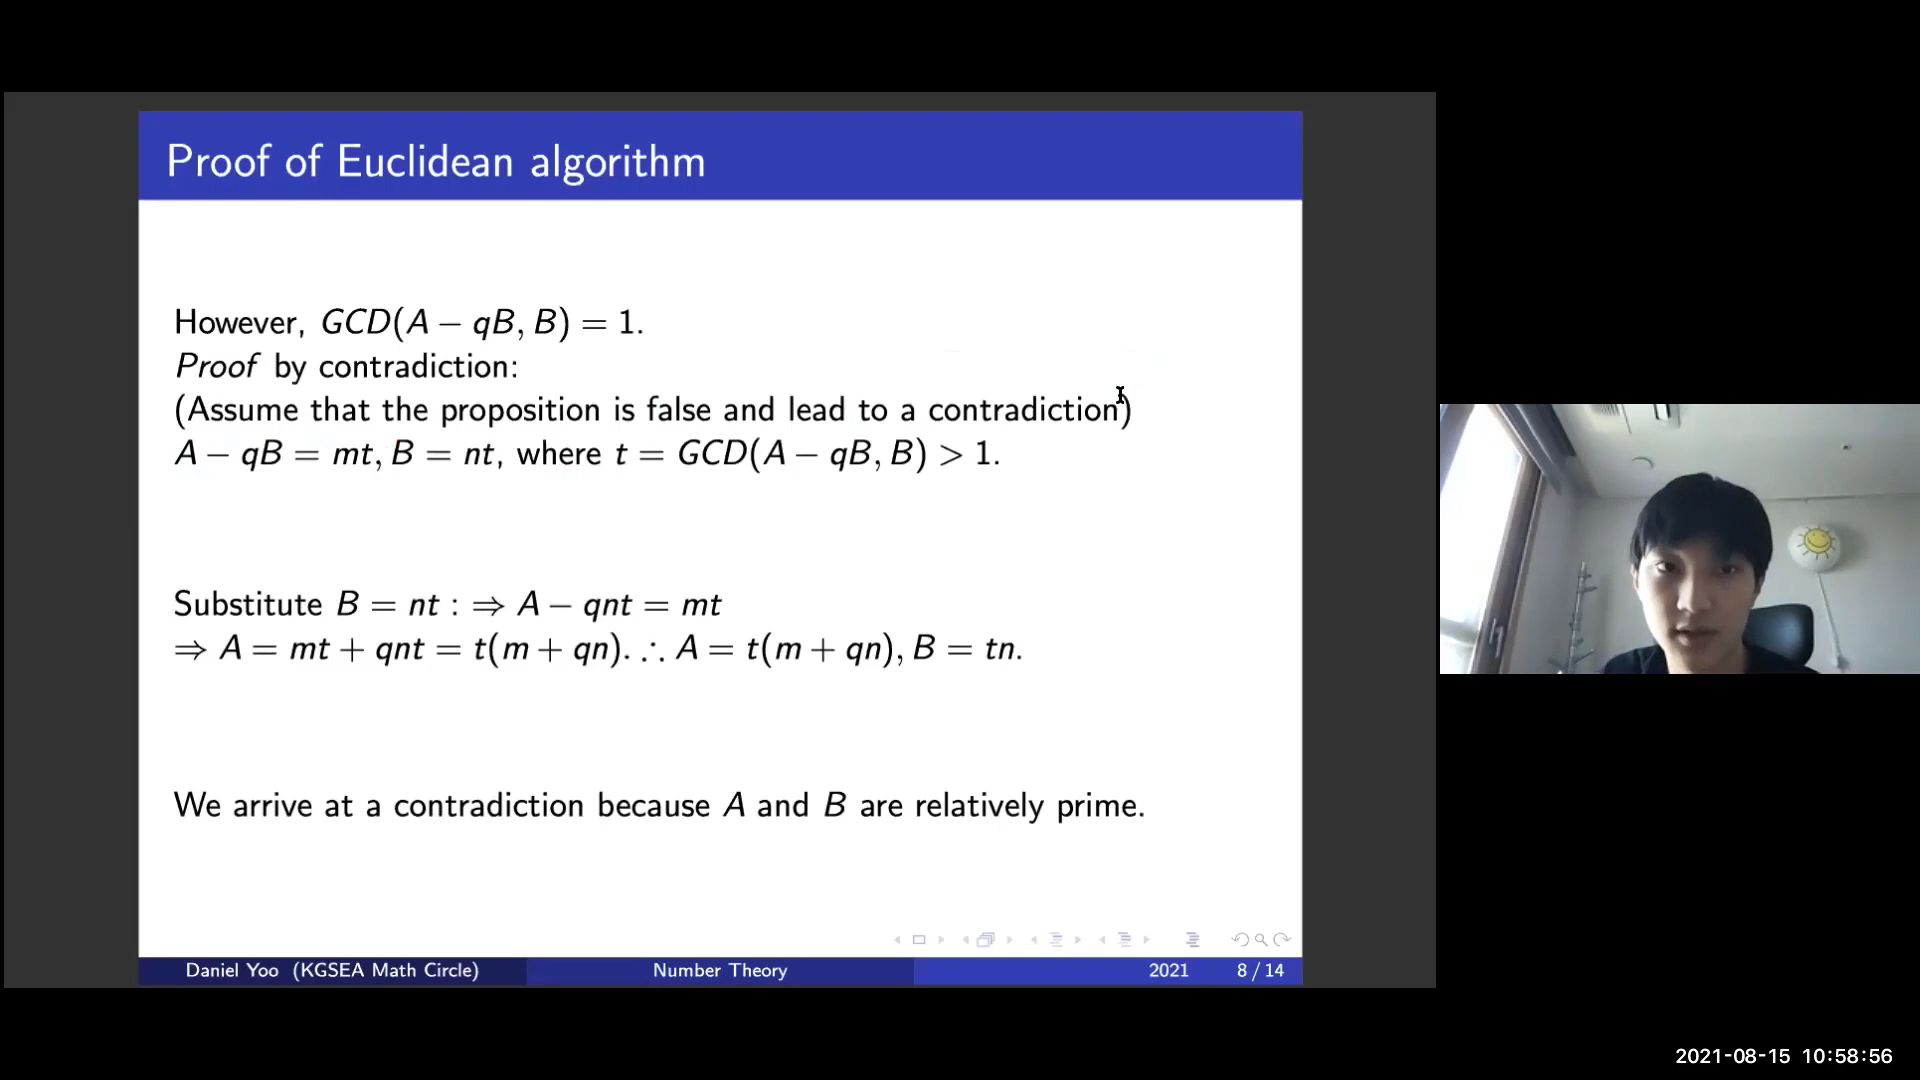 Proof of Euclidean algorithm
However, GCD(A − qB, B) = 1.
Proof by contradiction:
(Assume that the proposition is false and lead to a contradiction)
A − qB = mt, B = nt, where t = GCD(A − qB, B) > 1.
Substitute B = nt : ⇒ A − qnt = mt
⇒ A = mt + qnt = t(m + qn). ∴ A = t(m + qn), B = tn.
We arrive at a contradiction because A and B are relatively prime.
Daniel Yoo (KGSEA Math Circle) Number Theory 2021 8 / 14
2021-08-15 10:58:56